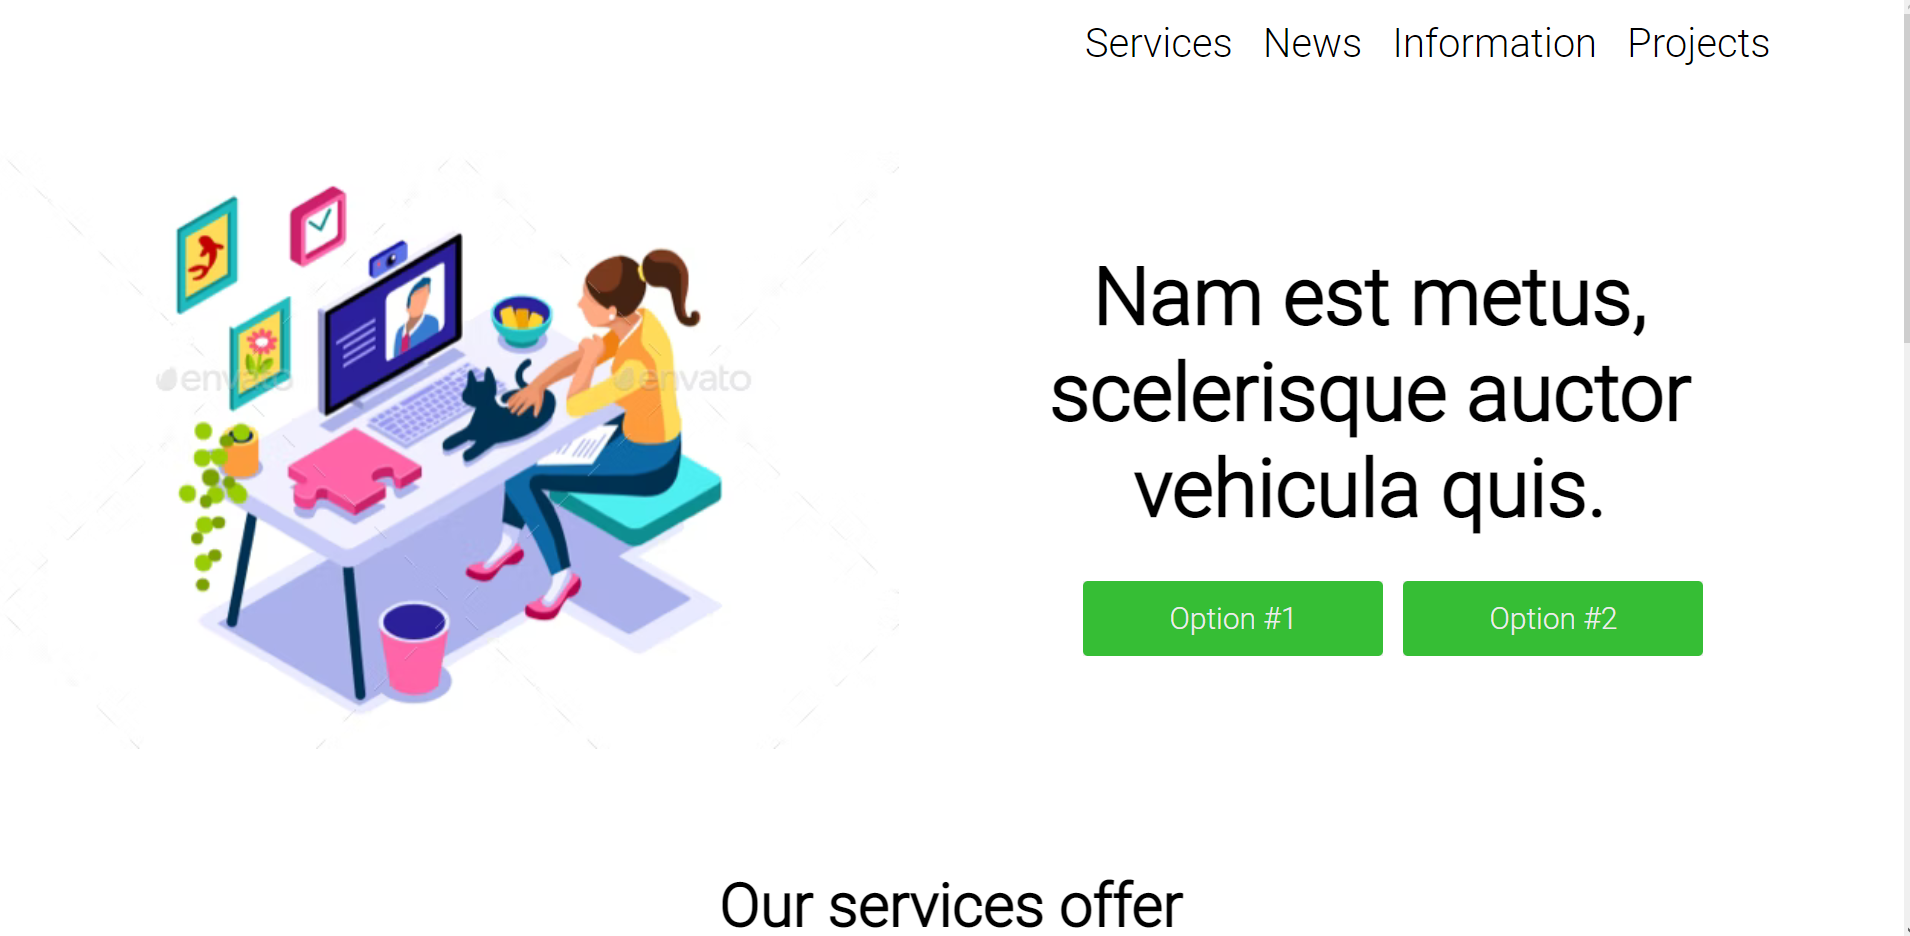 Services News Information Projects
envato envato
Nam est metus,
scelerisque auctor
vehicula quis.
Option #1 Option #2
Our services offer